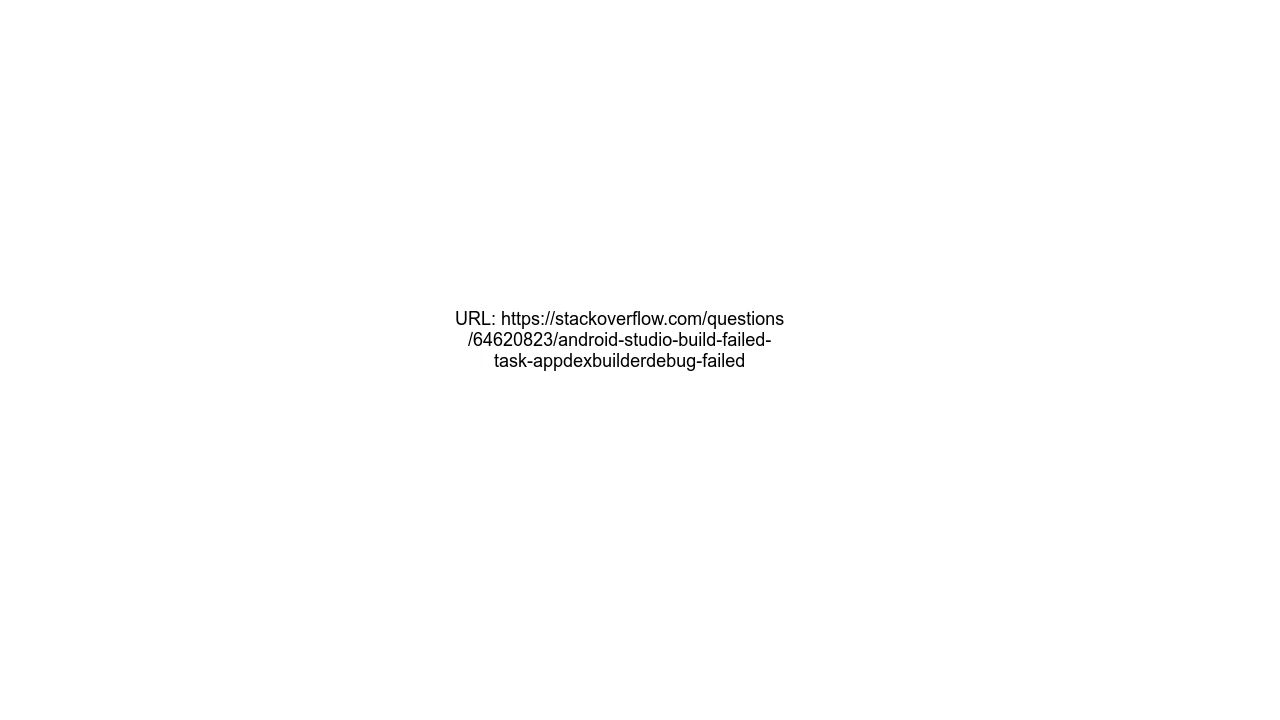 URL: https://stackoverflow.com/questions
/64620823/android-studio-build-failed-
task-appdexbuilderdebug-failed